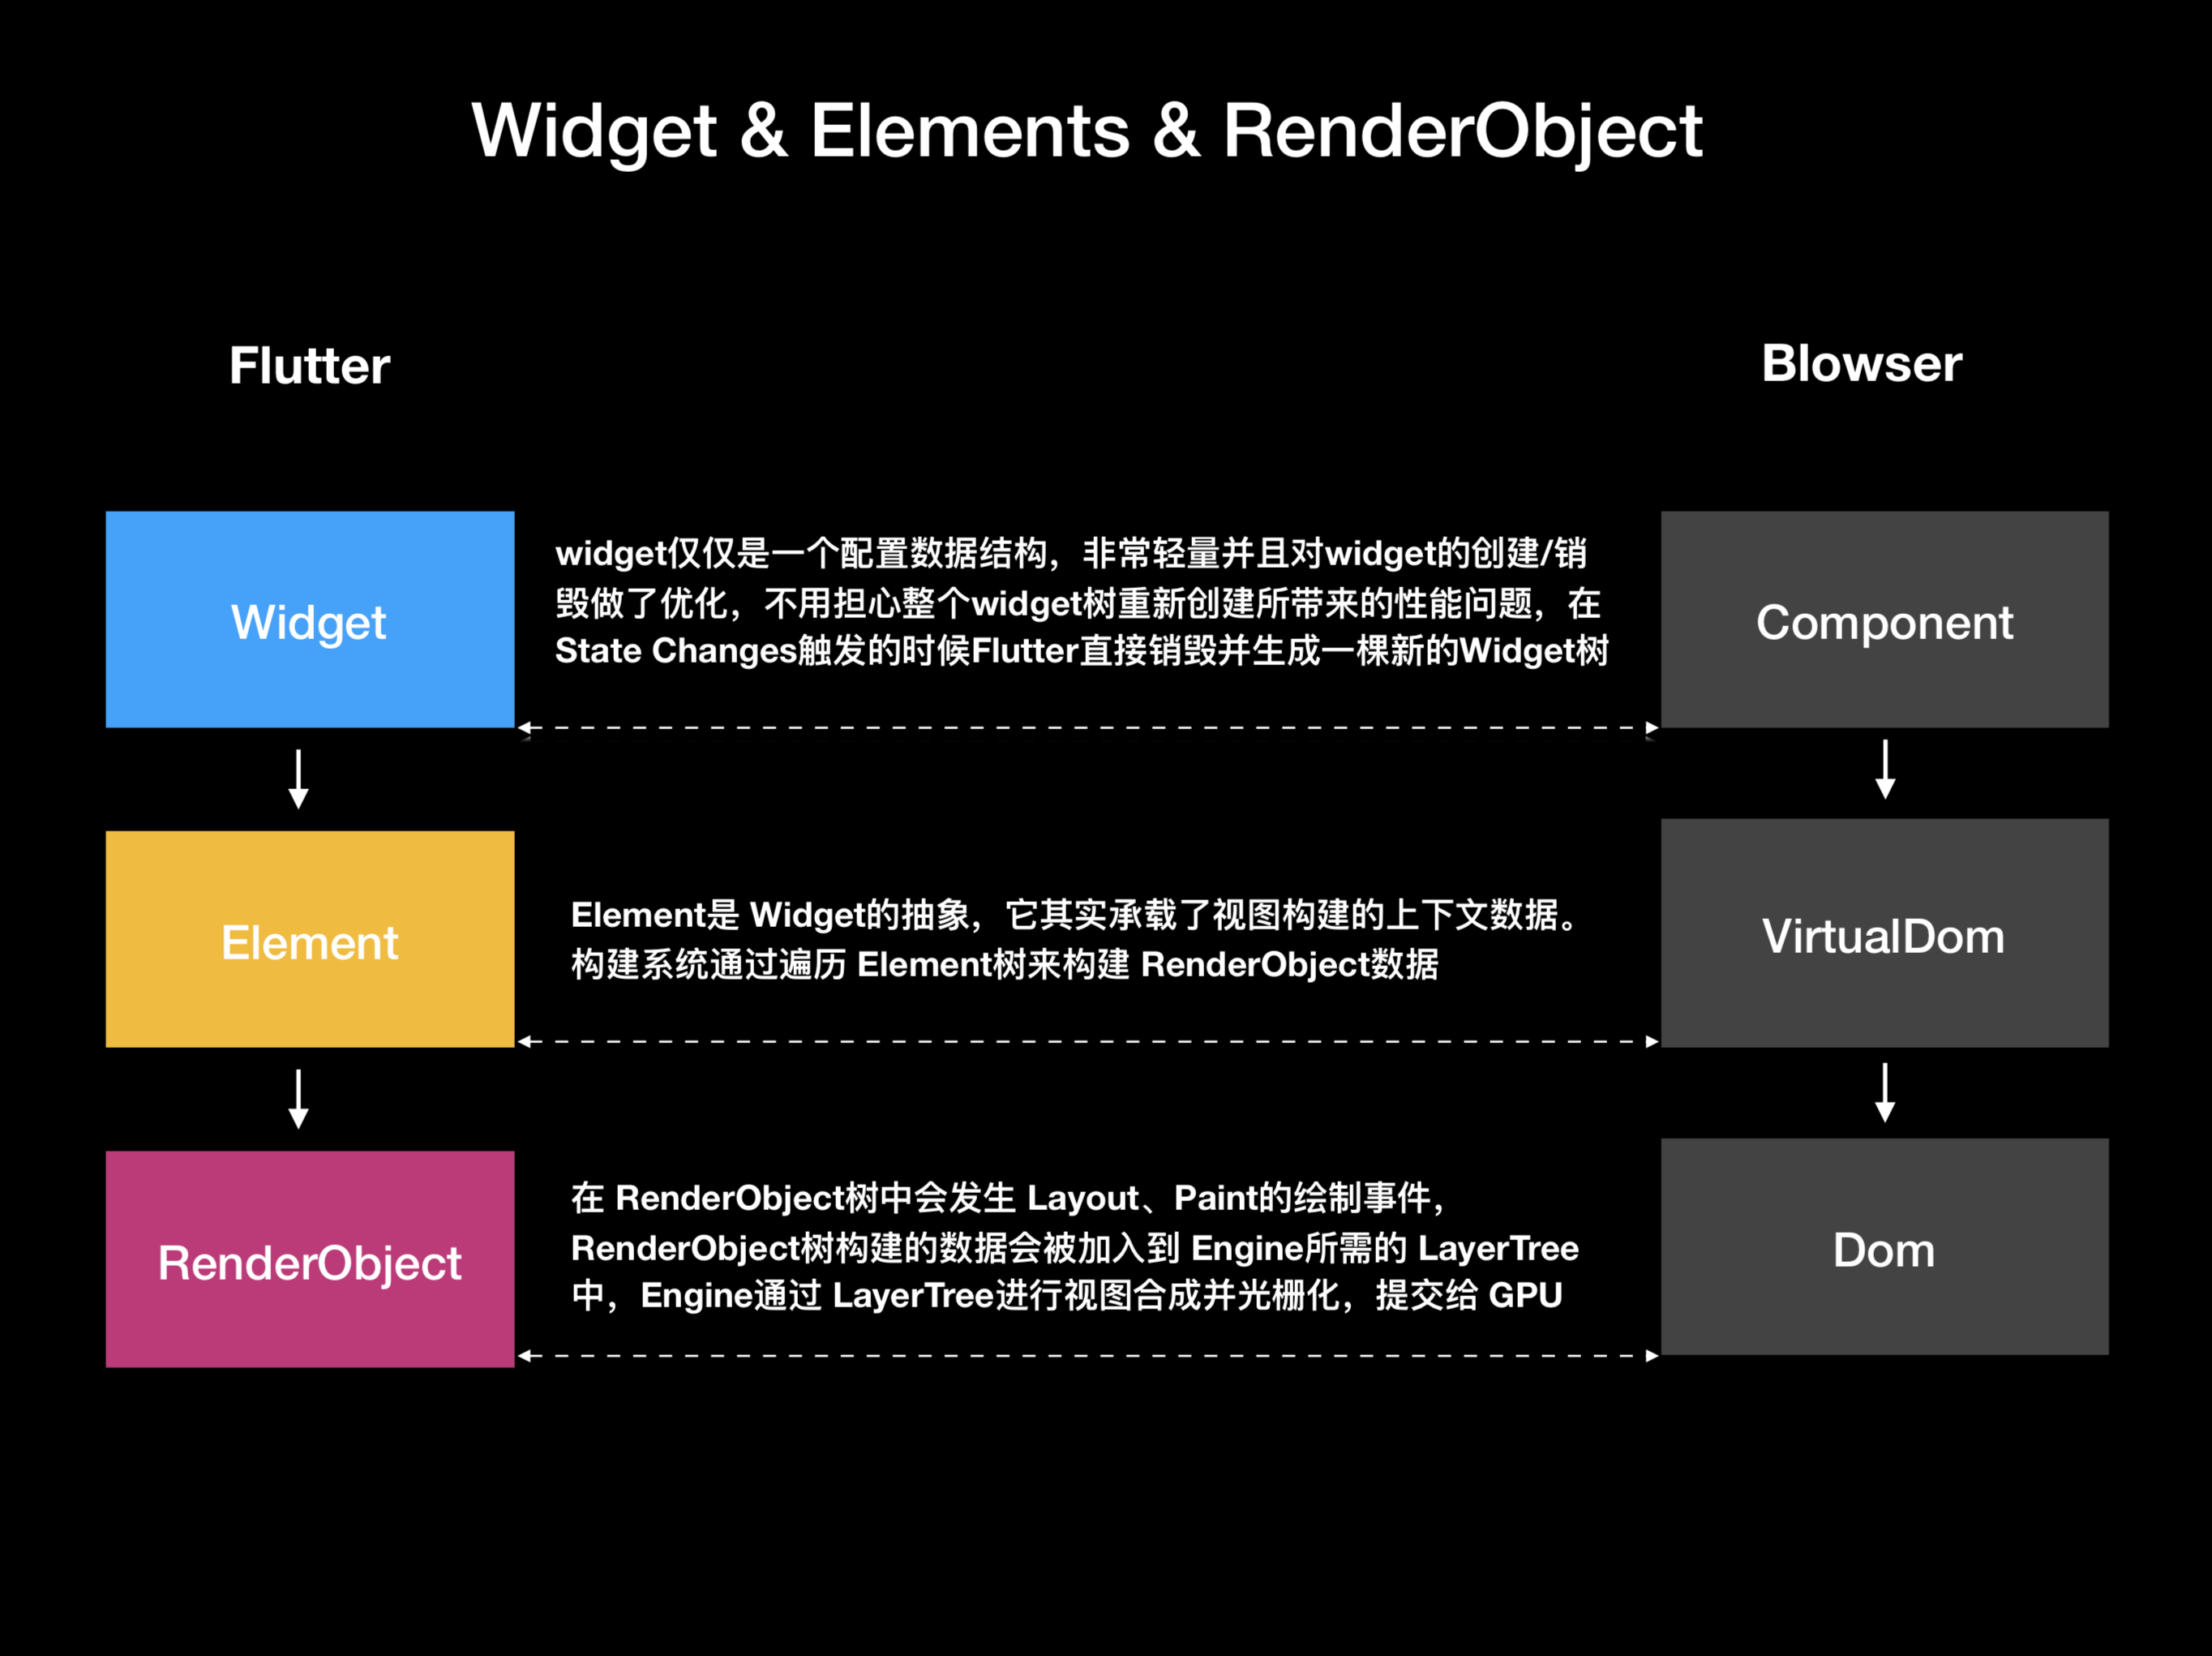 Widget & Elements & RenderObject
Flutter
Blowser
Widget
widget仅仅是一个配置数据结构，非常轻量并且对widget的创建/销
毁做了优化，不用担心整个widget树重新创建所带来的性能问题，在
State Changes触发的时候Flutter直接销毁并生成一棵新的Widget树
Component
Element
Element是 Widget的抽象，它其实承载了视图构建的上下文数据。
构建系统通过遍历 Element树来构建 RenderObject数据
VirtualDom
RenderObject
在 RenderObject树中会发生 Layout、Paint的绘制事件，
RenderObject树构建的数据会被加入到 Engine所需的 LayerTree
中，Engine通过 LayerTree进行视图合成并光栅化，提交给 GPU
Dom